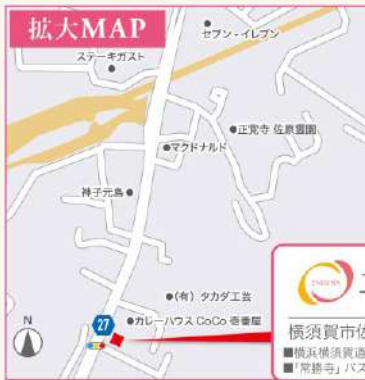 拡大MAP
セブン-イレブン
ステーキガスト
正覚寺 佐原霊園
マクドナルド
神子元島
(有) タカダ工芸
27
カレーハウス CoCo 壱番屋
N
横須賀市佐
■横浜横須賀道
■「常勝寺」バス